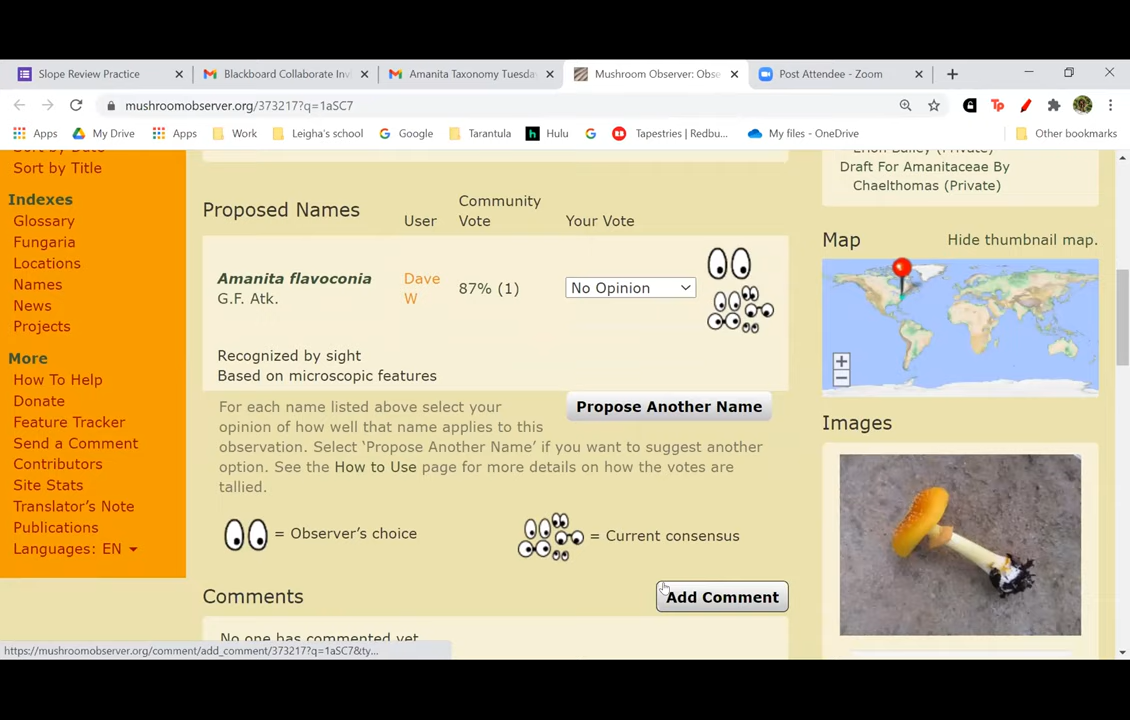 Slope Review Practice
Blackboard Collaborate Inv
Amanita Taxonomy Tuesda
Mushroom Observer: Obse
Post Attendee - Zoom
mushroomobserver.org/373217?q=1aSC7
Apps
My Drive
Apps
Work
Leigha's school
Google
Tarantula
Hulu
Tapestries | Redbu...
My files - OneDrive
Other bookmarks
Sort by Date
Sort by Title
Indexes
Glossary
Fungaria
Locations
Names
News
Projects
More
How To Help
Donate
Feature Tracker
Send a Comment
Contributors
Site Stats
Translator's Note
Publications
Languages: EN
Proposed Names
User
Community
Vote
Your Vote
Amanita flavoconia
G.F. Atk.
Dave
W
87% (1)
No Opinion
Recognized by sight
Based on microscopic features
For each name listed above select your
opinion of how well that name applies to this
observation. Select 'Propose Another Name' if you want to suggest another
option. See the How to Use page for more details on how the votes are
tallied.
Propose Another Name
= Observer's choice
= Current consensus
Comments
Add Comment
No one has commented yet
https://mushroomobserver.org/comment/add_comment/373217?q=1aSC7&ty...
Bailey (Private)
Draft For Amanitaceae By
Chaelthomas (Private)
Map
Hide thumbnail map.
Images